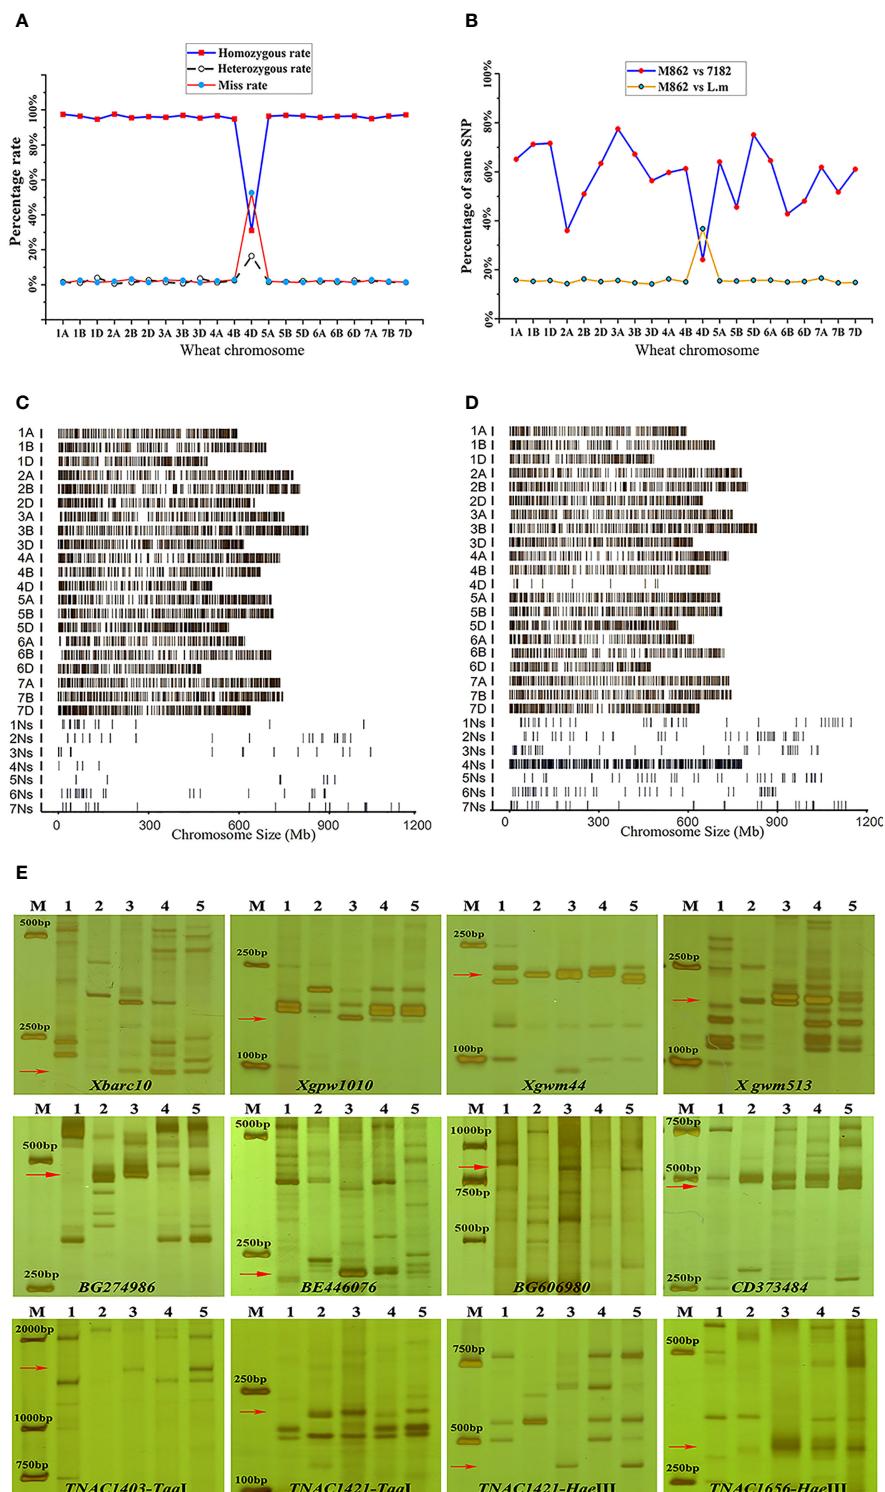 A
Homozygous rate
Heterozygous rate
Miss rate
Percentage rate
100%
80%
60%
40%
20%
0%
1A 1B 1D 2A 2B 2D 3A 3B 3D 4A 4B 4D 5A 5B 5D 6A 6B 6D 7A 7B 7D
Wheat chromosome
B
M862 vs 7182
M862 vs L.m
Percentage of same SNP
100%
80%
60%
40%
20%
0%
1A 1B 1D 2A 2B 2D 3A 3B 3D 4A 4B 4D 5A 5B 5D 6A 6B 6D 7A 7B 7D
Wheat chromosome
C
1A
1B
1D
2A
2B
2D
3A
3B
3D
4A
4B
4D
5A
5B
5D
6A
6B
6D
7A
7B
7D
1Ns
2Ns
3Ns
4Ns
5Ns
6Ns
7Ns
0 300 600 900 1200
Chromosome Size (Mb)
D
1A
1B
1D
2A
2B
2D
3A
3B
3D
4A
4B
4D
5A
5B
5D
6A
6B
6D
7A
7B
7D
1Ns
2Ns
3Ns
4Ns
5Ns
6Ns
7Ns
0 300 600 900 1200
Chromosome Size (Mb)
E
M 1 2 3 4 5
500bp
250bp
Xbarc10
M 1 2 3 4 5
250bp
100bp
Xgpw1010
M 1 2 3 4 5
250bp
100bp
Xgwm44
M 1 2 3 4 5
250bp
100bp
X gwm513
M 1 2 3 4 5
500bp
250bp
BG274986
M 1 2 3 4 5
500bp
250bp
BE446076
M 1 2 3 4 5
1000bp
750bp
500bp
BG606980
M 1 2 3 4 5
750bp
500bp
250bp
CD373484
M 1 2 3 4 5
2000bp
1000bp
750bp
TNAC1403-TaqI
M 1 2 3 4 5
250bp
100bp
TNAC1421-TaqI
M 1 2 3 4 5
750bp
500bp
TNAC1421-HaeIII
M 1 2 3 4 5
500bp
250bp
TNAC1656-HaeIII